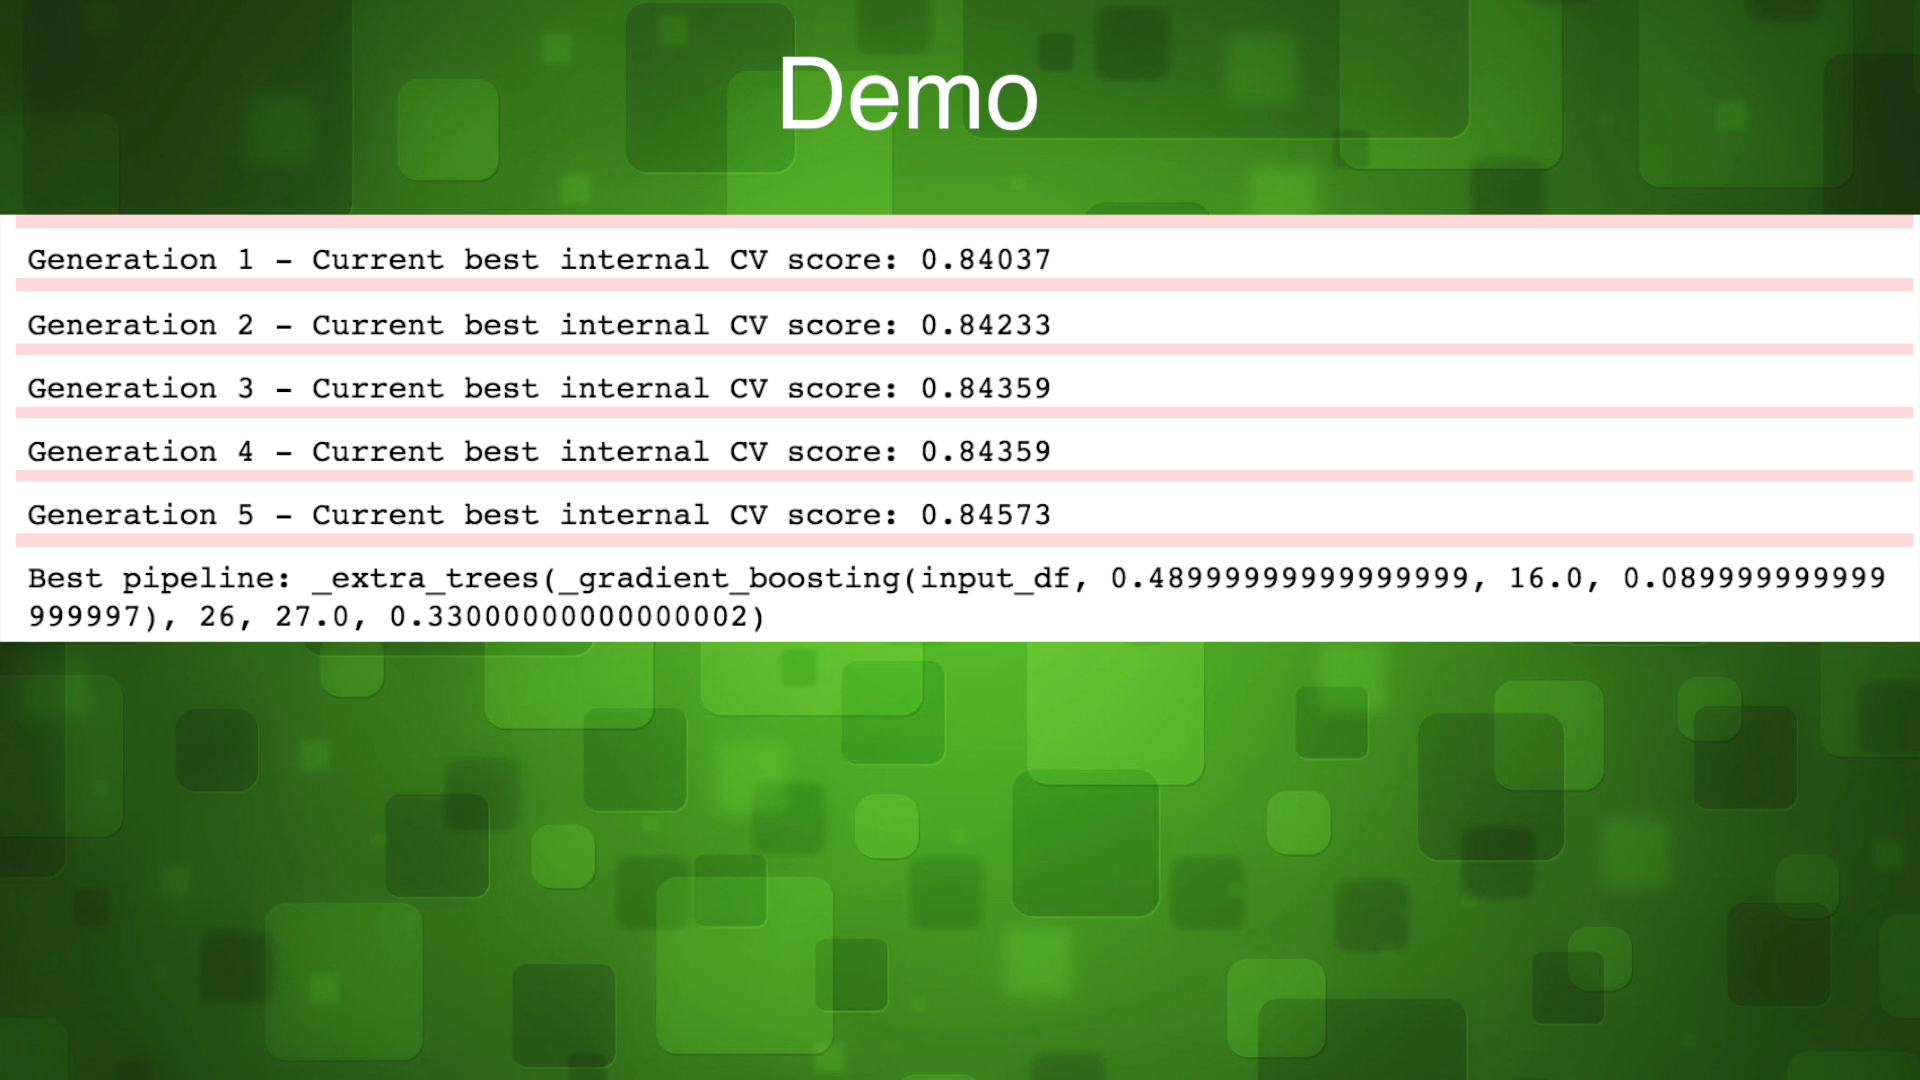 Demo
Generation 1 - Current best internal CV score: 0.84037
Generation 2 - Current best internal CV score: 0.84233
Generation 3 - Current best internal CV score: 0.84359
Generation 4 - Current best internal CV score: 0.84359
Generation 5 - Current best internal CV score: 0.84573
Best pipeline: _extra_trees(_gradient_boosting(input_df, 0.48999999999999999, 16.0, 0.089999999999
999997), 26, 27.0, 0.33000000000000002)